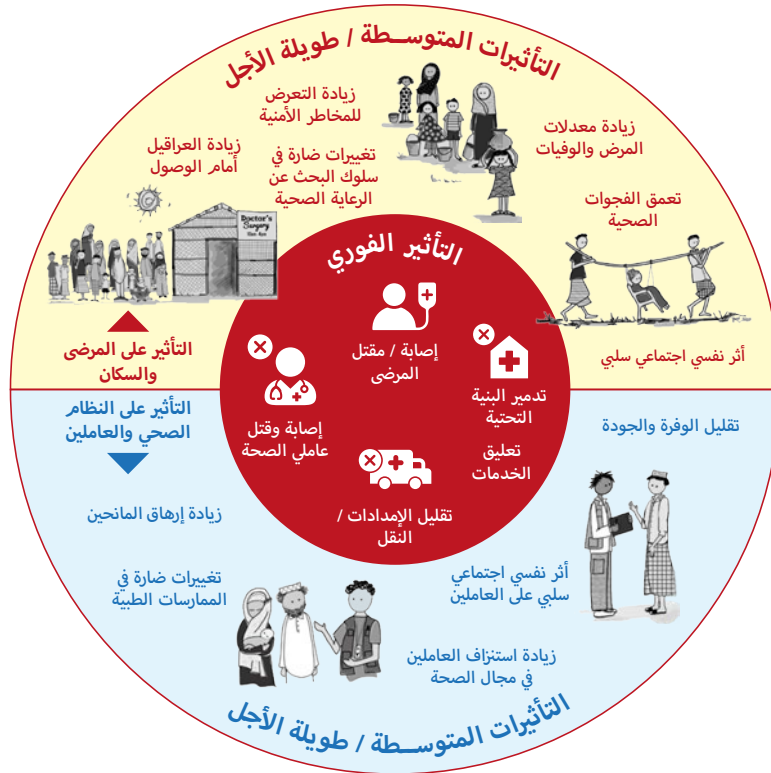 التأثيرات المتوسطة / طويلة الأجل
زيادة التعرض
للمخاطر الأمنية
زيادة معدلات
المرض والوفيات
زيادة العراقيل
أمام الوصول
تغييرات ضارة في
سلوك البحث عن
الرعاية الصحية
تعمق الفجوات
الصحية
Doctor's
Surgery
أثر نفسي اجتماعي سلبي
التأثير على المرضى
والسكان
التأثير الفوري
إصابة / مقتل
المرضى
تدمير البنية
التحتية
تعليق
الخدمات
إصابة وقتل
عاملي الصحة
تقليل الإمدادات /
النقل
التأثير على النظام
الصحي والعاملين
تقليل الوفرة والجودة
زيادة إرهاق المانحين
أثر نفسي اجتماعي
سلبي على العاملين
تغييرات ضارة في
الممارسات الطبية
زيادة استنزاف العاملين
في مجال الصحة
التأثيرات المتوسطة / طويلة الأجل